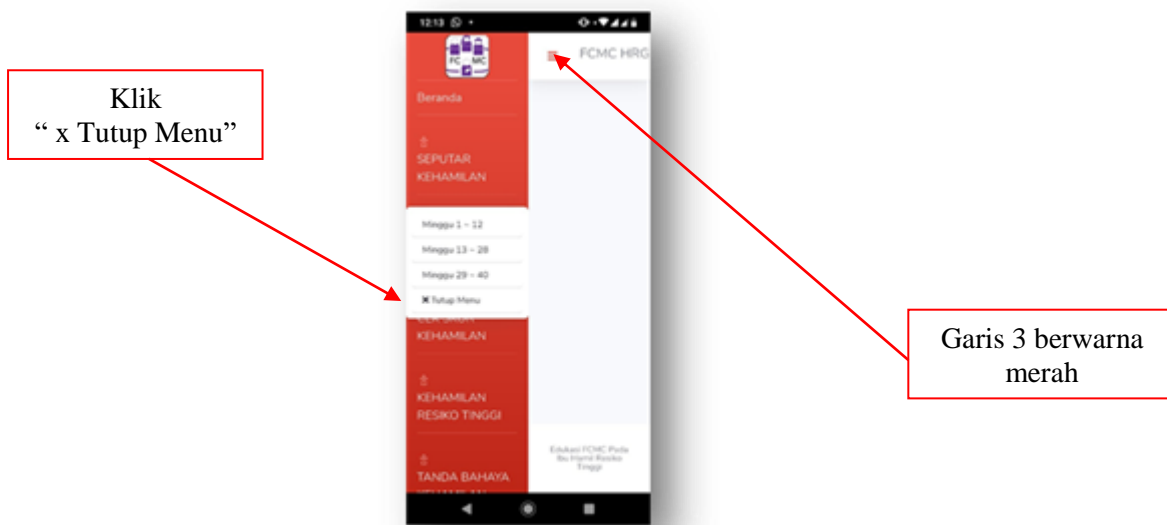 12:13
FC MC
FCMC HRG
Beranda
SEPUTAR
KEHAMILAN
Minggu 1 – 12
Minggu 13 – 28
Minggu 29 – 40
✖ Tutup Menu
KEHAMILAN
KEHAMILAN
RESIKO TINGGI
TANDA BAHAYA
Edukasi FCMC Pada
Ibu Hamil Resiko
Tinggi
Klik
“ x Tutup Menu”
Garis 3 berwarna
merah